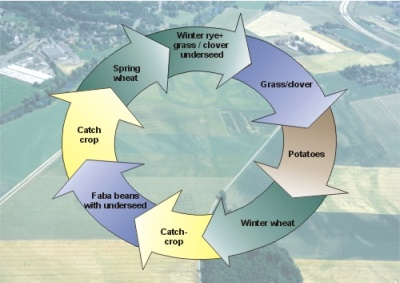 Winter rye+
grass / clover
underseed
Grass/clover
Potatoes
Winter wheat
Catch-
crop
Faba beans
with underseed
Catch
crop
Spring
wheat